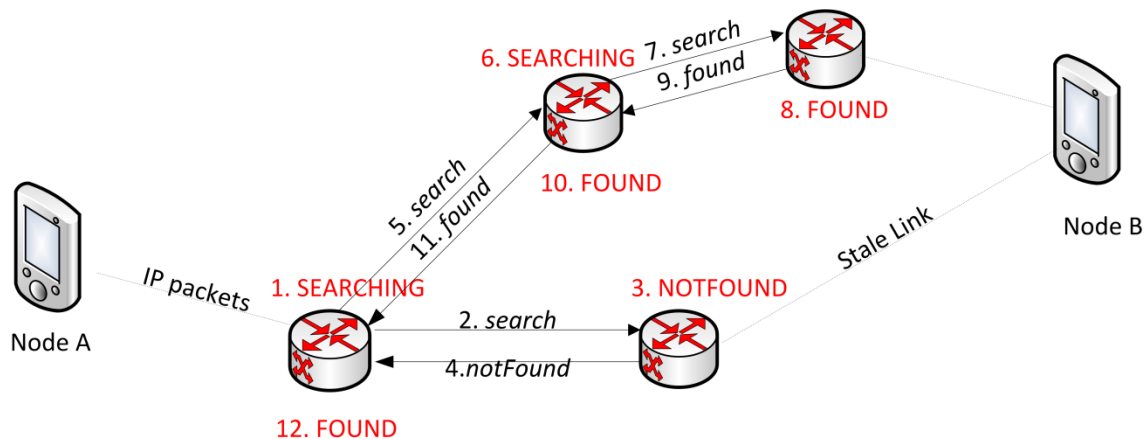 6. SEARCHING
7. search
9. found
8. FOUND
10. FOUND
5. search
11. found
Node B
Stale Link
IP packets
Node A
1. SEARCHING
3. NOTFOUND
2. search
4.notFound
12. FOUND